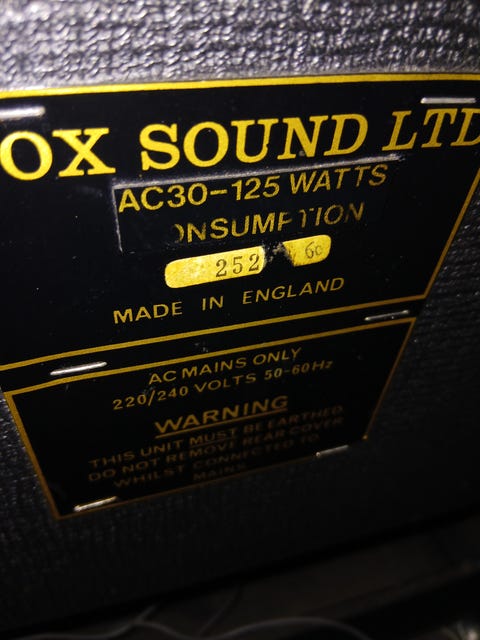 OX SOUND LTD
AC30-125 WATTS
ONSUMPTION
252 6c
MADE IN ENGLAND
AC MAINS ONLY
220/240 VOLTS 50-60Hz
WARNING
THIS UNIT MUST BE EARTHED
DO NOT REMOVE REAR COVER
WHILST CONNECTED TO
MAINS